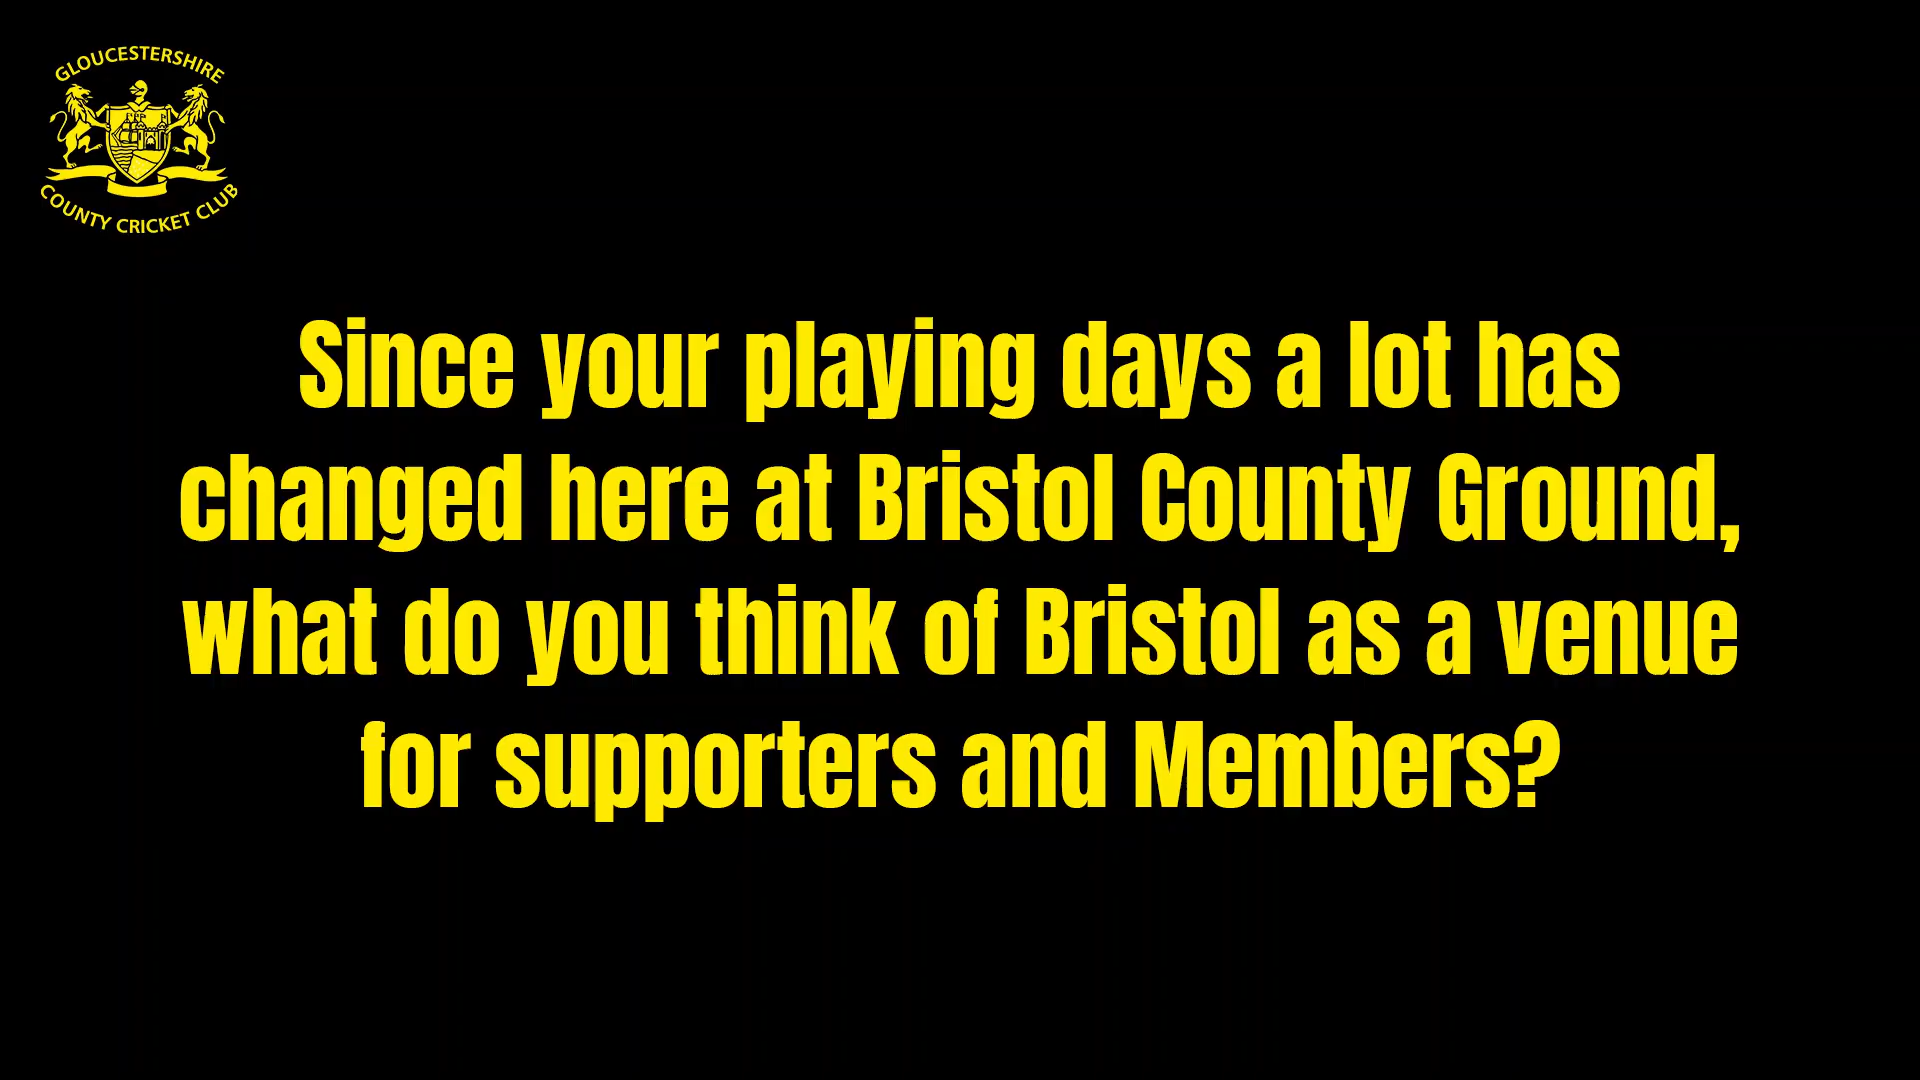 GLOUCESTERSHIRE
COUNTY CRICKET CLUB
Since your playing days a lot has
changed here at Bristol County Ground,
what do you think of Bristol as a venue
for supporters and Members?